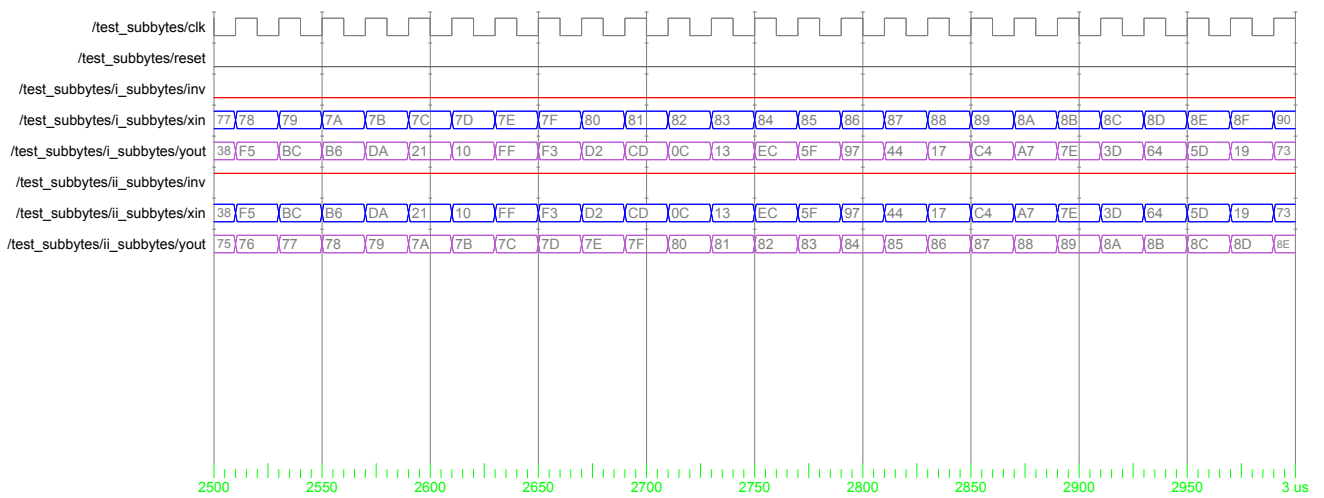 /test_subbytes/clk
/test_subbytes/reset
/test_subbytes/i_subbytes/inv
/test_subbytes/i_subbytes/xin 77 78 79 7A 7B 7C 7D 7E 7F 80 81 82 83 84 85 86 87 88 89 8A 8B 8C 8D 8E 8F 90
/test_subbytes/i_subbytes/yout 38 F5 BC B6 DA 21 10 FF F3 D2 CD 0C 13 EC 5F 97 44 17 C4 A7 7E 3D 64 5D 19 73
/test_subbytes/ii_subbytes/inv
/test_subbytes/ii_subbytes/xin 38 F5 BC B6 DA 21 10 FF F3 D2 CD 0C 13 EC 5F 97 44 17 C4 A7 7E 3D 64 5D 19 73
/test_subbytes/ii_subbytes/yout 75 76 77 78 79 7A 7B 7C 7D 7E 7F 80 81 82 83 84 85 86 87 88 89 8A 8B 8C 8D 8E
2500 2550 2600 2650 2700 2750 2800 2850 2900 2950 3 us